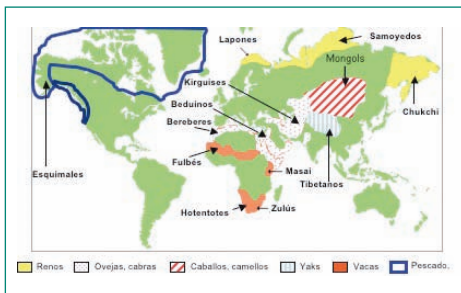 Lapones
Samoyedos
Mongols
Kirguises
Chukchi
Beduinos
Bereberes
Esquimales
Fulbés
Masai
Tibetanos
Hotentotes
Zulús
Renos
Ovejas, cabras
Caballos, camellos
Yaks
Vacas
Pescado.